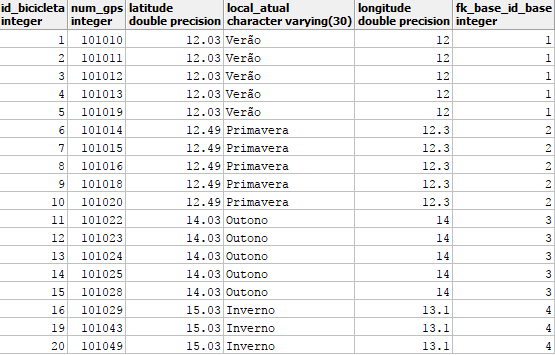 id_bicicleta num_gps latitude local_atual longitude fk_base_id_base
integer integer double precision character varying(30) double precision integer
1 101010 12.03 Verão 12 1
2 101011 12.03 Verão 12 1
3 101012 12.03 Verão 12 1
4 101013 12.03 Verão 12 1
5 101019 12.03 Verão 12 1
6 101014 12.49 Primavera 12.3 2
7 101015 12.49 Primavera 12.3 2
8 101016 12.49 Primavera 12.3 2
9 101018 12.49 Primavera 12.3 2
10 101020 12.49 Primavera 12.3 2
11 101022 14.03 Outono 14 3
12 101023 14.03 Outono 14 3
13 101024 14.03 Outono 14 3
14 101025 14.03 Outono 14 3
15 101028 14.03 Outono 14 3
16 101029 15.03 Inverno 13.1 4
19 101043 15.03 Inverno 13.1 4
20 101049 15.03 Inverno 13.1 4